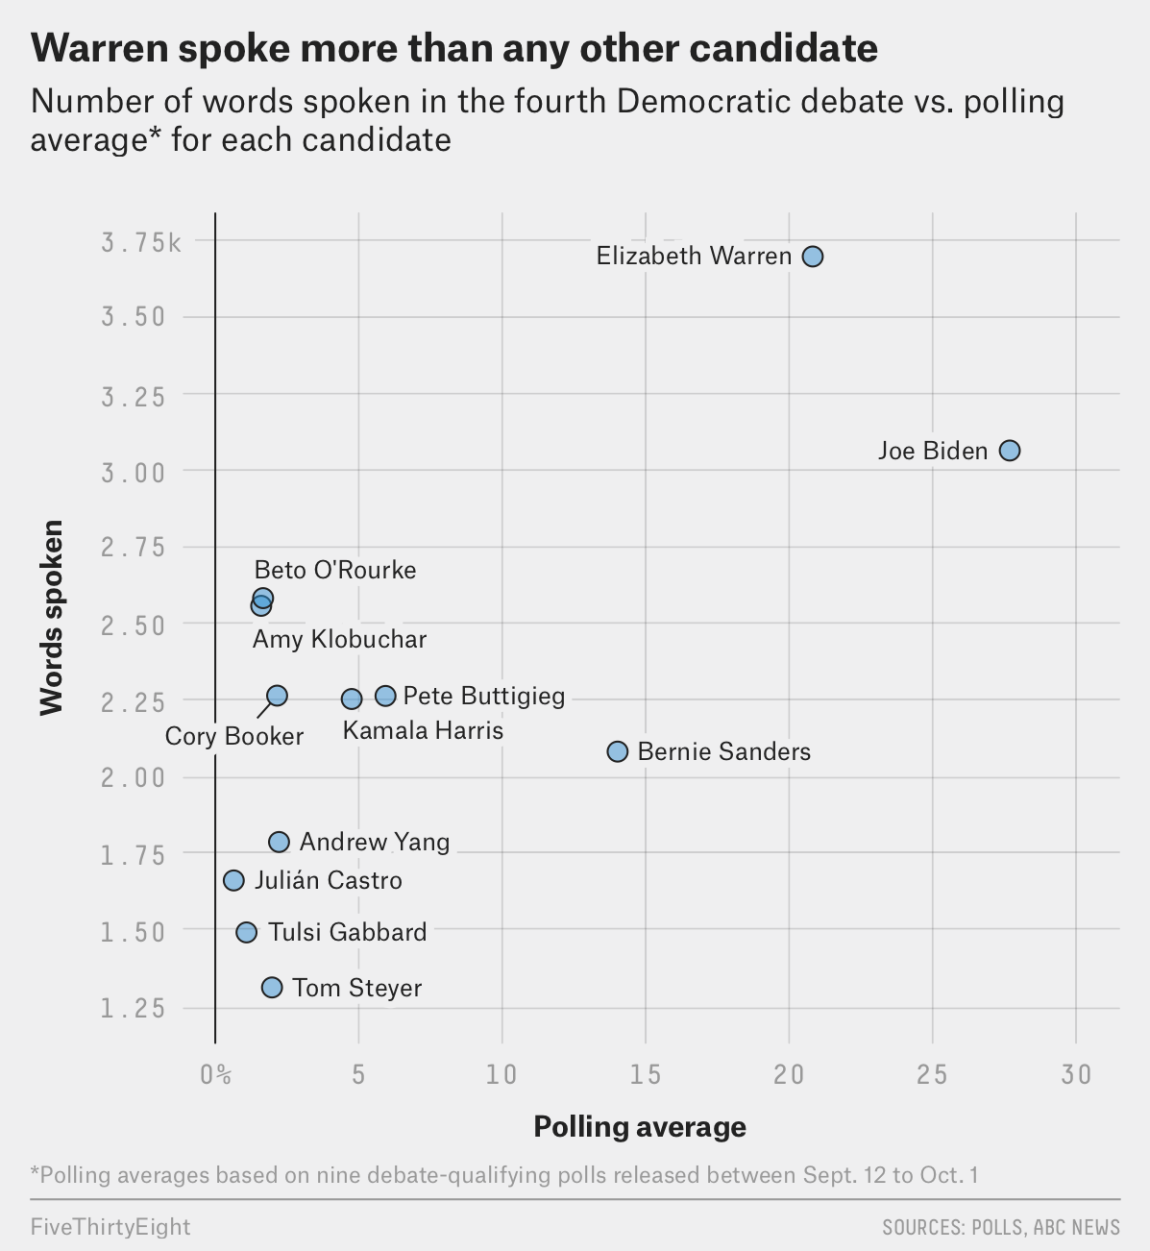 Warren spoke more than any other candidate
Number of words spoken in the fourth Democratic debate vs. polling
average* for each candidate
3.75k
Elizabeth Warren
3.50
3.25
Joe Biden
3.00
2.75
Beto O'Rourke
2.50
Amy Klobuchar
2.25
Pete Buttigieg
Kamala Harris
Cory Booker
Bernie Sanders
2.00
Andrew Yang
1.75
Julián Castro
1.50
Tulsi Gabbard
Tom Steyer
1.25
Words spoken
0% 5 10 15 20 25 30
Polling average
*Polling averages based on nine debate-qualifying polls released between Sept. 12 to Oct. 1
FiveThirtyEight
SOURCES: POLLS, ABC NEWS